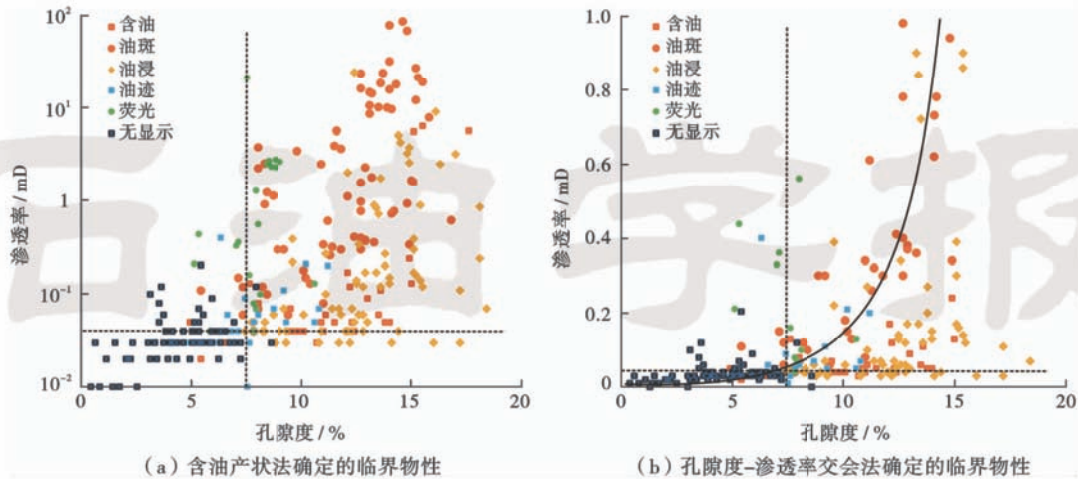 10²
10¹
1
10⁻¹
10⁻²
渗透率 / mD
含油
油斑
油浸
油迹
荧光
无显示
0
5
10
15
20
孔隙度 / %
(a) 含油产状法确定的临界物性
1.0
0.8
0.6
0.4
0.2
0
渗透率 / mD
含油
油斑
油浸
油迹
荧光
无显示
0
5
10
15
20
孔隙度 / %
(b) 孔隙度-渗透率交会法确定的临界物性
石油学报